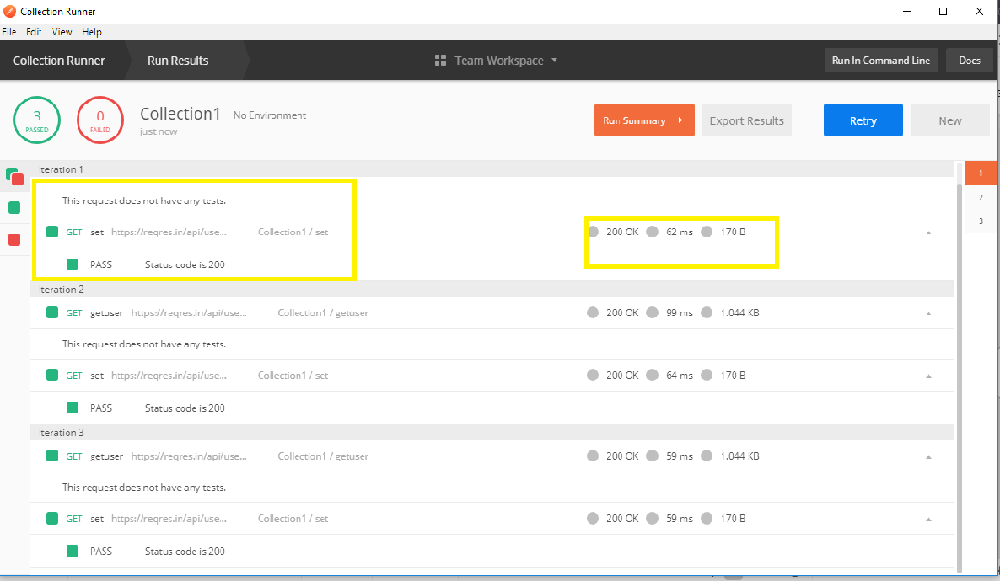 Collection Runner
File Edit View Help
Collection Runner Run Results Team Workspace Run In Command Line Docs
3 PASSED
0 FAILED
Collection1 No Environment
just now
Run Summary Export Results Retry New
Iteration 1
This request does not have any tests.
GET set https://reqres.in/api/use... Collection1 / set 200 OK 62 ms 170 B
PASS Status code is 200
Iteration 2
GET getuser https://reqres.in/api/use... Collection1 / getuser 200 OK 99 ms 1.044 KB
This request does not have any tests.
GET set https://reqres.in/api/use... Collection1 / set 200 OK 64 ms 170 B
PASS Status code is 200
Iteration 3
GET getuser https://reqres.in/api/use... Collection1 / getuser 200 OK 59 ms 1.044 KB
This request does not have any tests.
GET set https://reqres.in/api/use... Collection1 / set 200 OK 59 ms 170 B
PASS Status code is 200
1
2
3